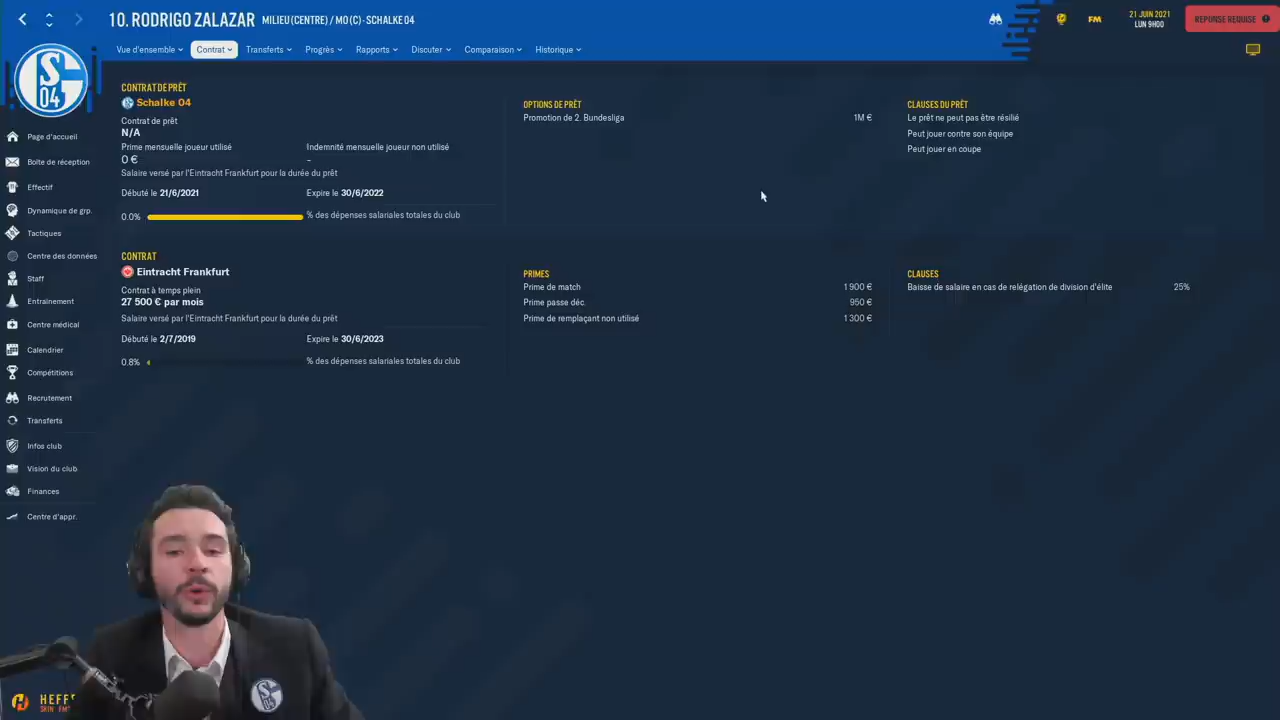 10. RODRIGO ZALAZAR MILIEU (CENTRE) / MO (C) - SCHALKE 04
21 JUIN 2021
LUN 9H00
RÉPONSE REQUISE
FM
Vue d'ensemble
Contrat
Transferts
Progrès
Rapports
Discuter
Comparaison
Historique
S
04
Page d'accueil
Boîte de réception
Effectif
Dynamique de grp.
Tactiques
Centre des données
Staff
Entraînement
Centre médical
Calendrier
Compétitions
Recrutement
Transferts
Infos club
Vision du club
Finances
Centre d'appr.
CONTRAT DE PRÊT
Schalke 04
Contrat de prêt
N/A
Prime mensuelle joueur utilisé
Indemnité mensuelle joueur non utilisé
0 €
-
Salaire versé par l'Eintracht Frankfurt pour la durée du prêt
Débuté le 21/6/2021
Expire le 30/6/2022
0.0%
% des dépenses salariales totales du club
OPTIONS DE PRÊT
Promotion de 2. Bundesliga 1M €
CLAUSES DU PRÊT
Le prêt ne peut pas être résilié
Peut jouer contre son équipe
Peut jouer en coupe
CONTRAT
Eintracht Frankfurt
Contrat à temps plein
27 500 € par mois
Salaire versé par l'Eintracht Frankfurt pour la durée du prêt
Débuté le 2/7/2019
Expire le 30/6/2023
0.8%
% des dépenses salariales totales du club
PRIMES
Prime de match 1 900 €
Prime passe déc. 950 €
Prime de remplaçant non utilisé 1 300 €
CLAUSES
Baisse de salaire en cas de relégation de division d'élite 25%
S
04